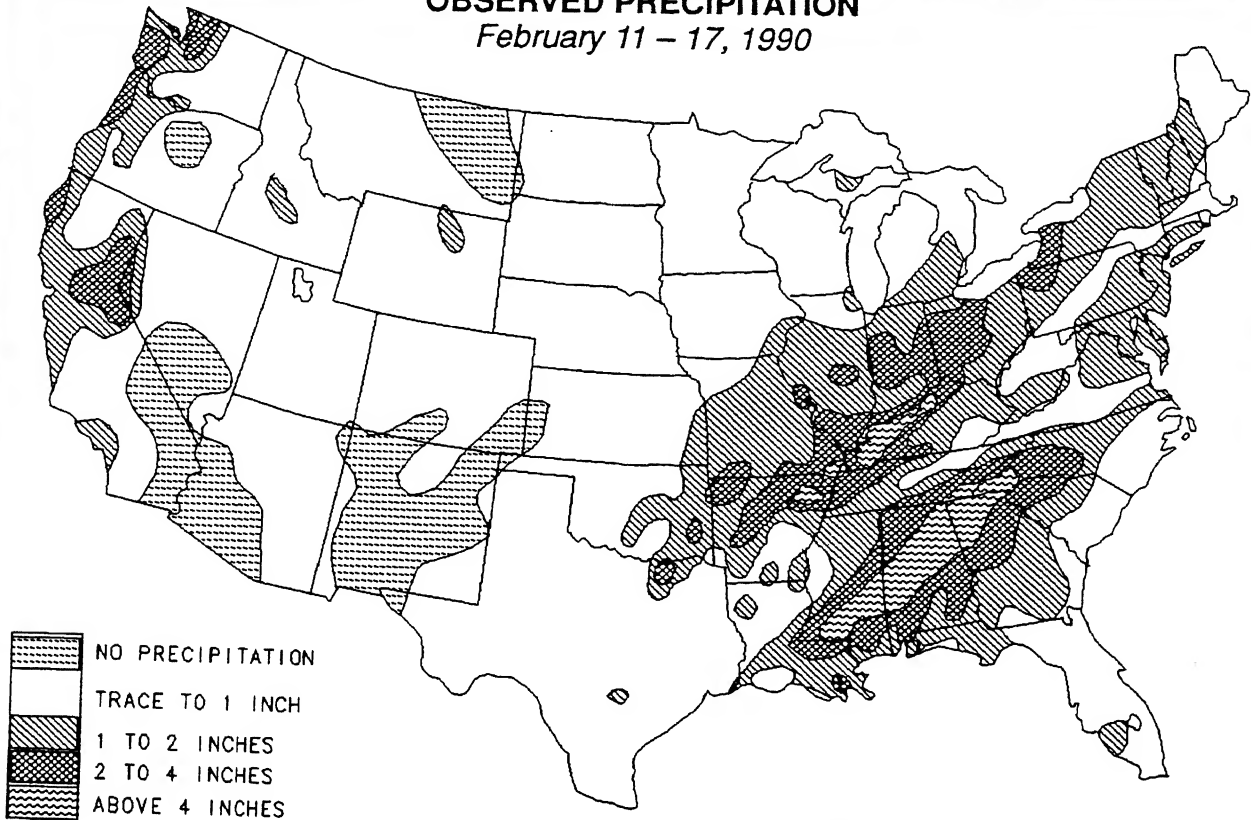 OBSERVED PRECIPITATION
February 11 – 17, 1990
NO PRECIPITATION
TRACE TO 1 INCH
1 TO 2 INCHES
2 TO 4 INCHES
ABOVE 4 INCHES